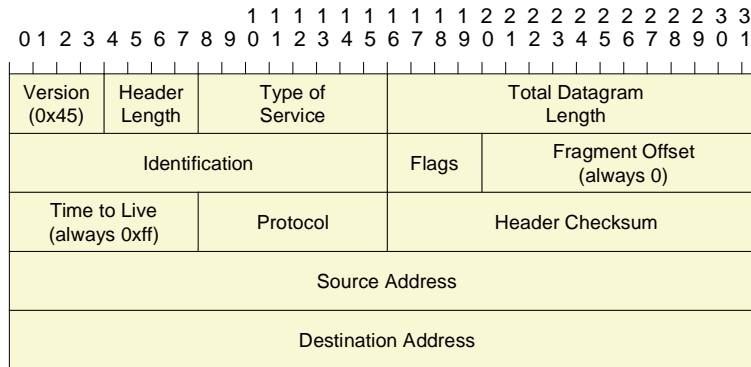 1 1 1 1 1 1 1 1 1 1 2 2 2 2 2 2 2 2 2 2 3 3
0 1 2 3 4 5 6 7 8 9 0 1 2 3 4 5 6 7 8 9 0 1 2 3 4 5 6 7 8 9 0 1
Version
(0x45)
Header
Length
Type of
Service
Total Datagram
Length
Identification
Flags
Fragment Offset
(always 0)
Time to Live
(always 0xff)
Protocol
Header Checksum
Source Address
Destination Address